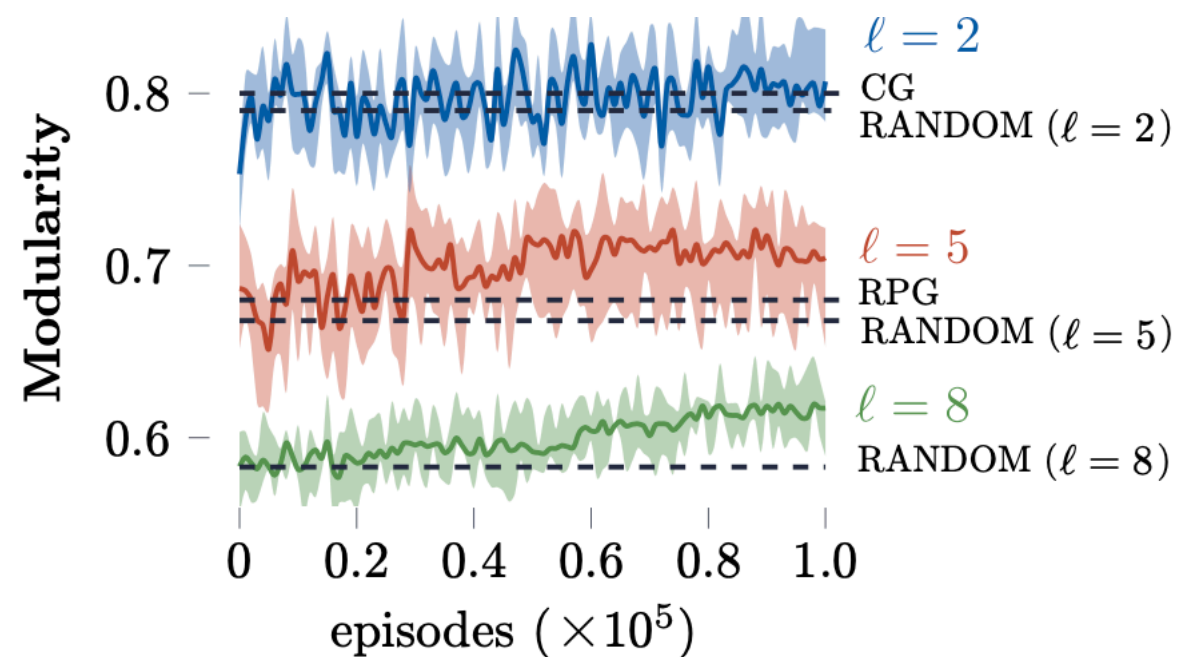 Modularity
0.8
0.7
0.6
0
0.2
0.4
0.6
0.8
1.0
episodes (×10⁵)
ℓ = 2
CG
RANDOM (ℓ = 2)
ℓ = 5
RPG
RANDOM (ℓ = 5)
ℓ = 8
RANDOM (ℓ = 8)